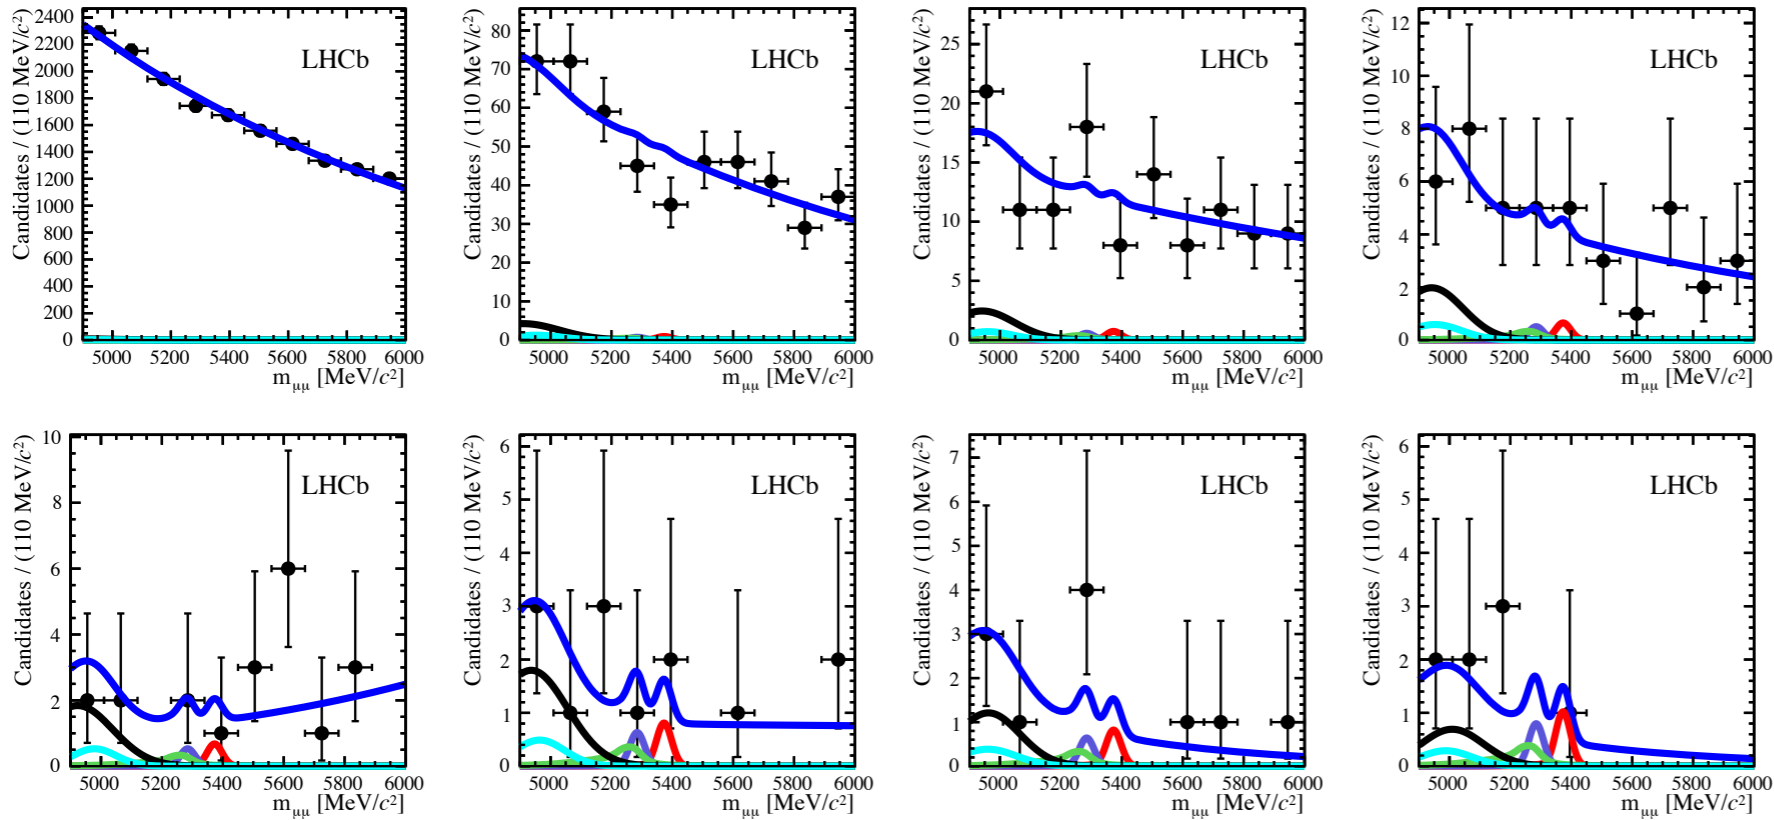 Candidates / (110 MeV/c²)
2400
2200
2000
1800
1600
1400
1200
1000
800
600
400
200
0
LHCb
5000 5200 5400 5600 5800 6000
m_μμ [MeV/c²]
Candidates / (110 MeV/c²)
80
70
60
50
40
30
20
10
0
LHCb
5000 5200 5400 5600 5800 6000
m_μμ [MeV/c²]
Candidates / (110 MeV/c²)
25
20
15
10
5
0
LHCb
5000 5200 5400 5600 5800 6000
m_μμ [MeV/c²]
Candidates / (110 MeV/c²)
12
10
8
6
4
2
0
LHCb
5000 5200 5400 5600 5800 6000
m_μμ [MeV/c²]
Candidates / (110 MeV/c²)
10
8
6
4
2
0
LHCb
5000 5200 5400 5600 5800 6000
m_μμ [MeV/c²]
Candidates / (110 MeV/c²)
6
5
4
3
2
1
0
LHCb
5000 5200 5400 5600 5800 6000
m_μμ [MeV/c²]
Candidates / (110 MeV/c²)
7
6
5
4
3
2
1
0
LHCb
5000 5200 5400 5600 5800 6000
m_μμ [MeV/c²]
Candidates / (110 MeV/c²)
6
5
4
3
2
1
0
LHCb
5000 5200 5400 5600 5800 6000
m_μμ [MeV/c²]